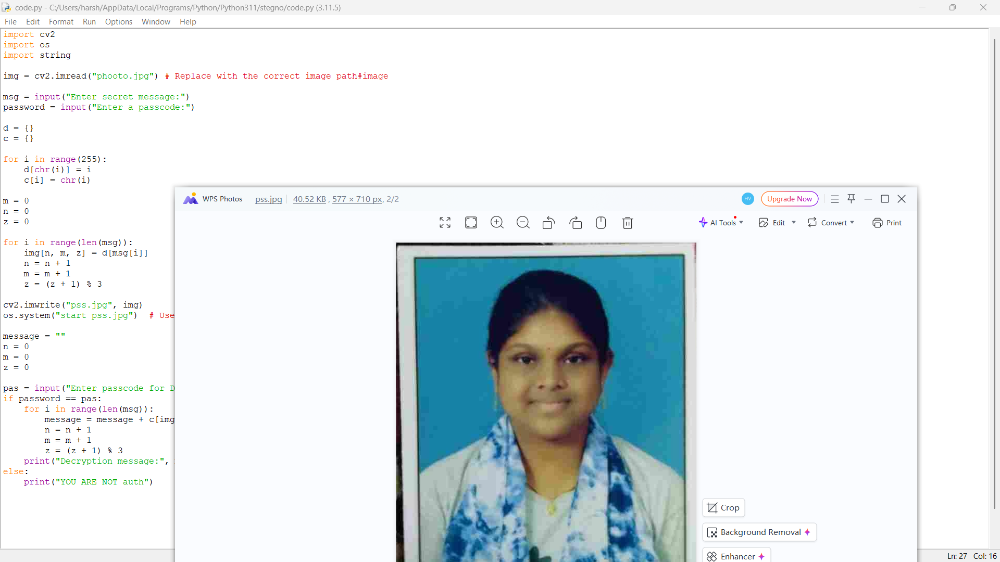 code.py - C:/Users/harsh/AppData/Local/Programs/Python/Python311/stegno/code.py (3.11.5)
File Edit Format Run Options Window Help
import cv2
import os
import string
img = cv2.imread("phooto.jpg") # Replace with the correct image path#image
msg = input("Enter secret message:")
password = input("Enter a passcode:")
d = {}
c = {}
for i in range(255):
    d[chr(i)] = i
    c[i] = chr(i)
m = 0
n = 0
z = 0
for i in range(len(msg)):
    img[n, m, z] = d[msg[i]]
    n = n + 1
    m = m + 1
    z = (z + 1) % 3
cv2.imwrite("pss.jpg", img)
os.system("start pss.jpg")  # Use
message = ""
n = 0
m = 0
z = 0
pas = input("Enter passcode for D
if password == pas:
    for i in range(len(msg)):
        message = message + c[img
        n = n + 1
        m = m + 1
        z = (z + 1) % 3
    print("Decryption message:",
else:
    print("YOU ARE NOT auth")
WPS Photos pss.jpg 40.52 KB , 577 × 710 px, 2/2 HV Upgrade Now
AI Tools Edit Convert Print
Crop
Background Removal
Enhancer
Ln: 27 Col: 16